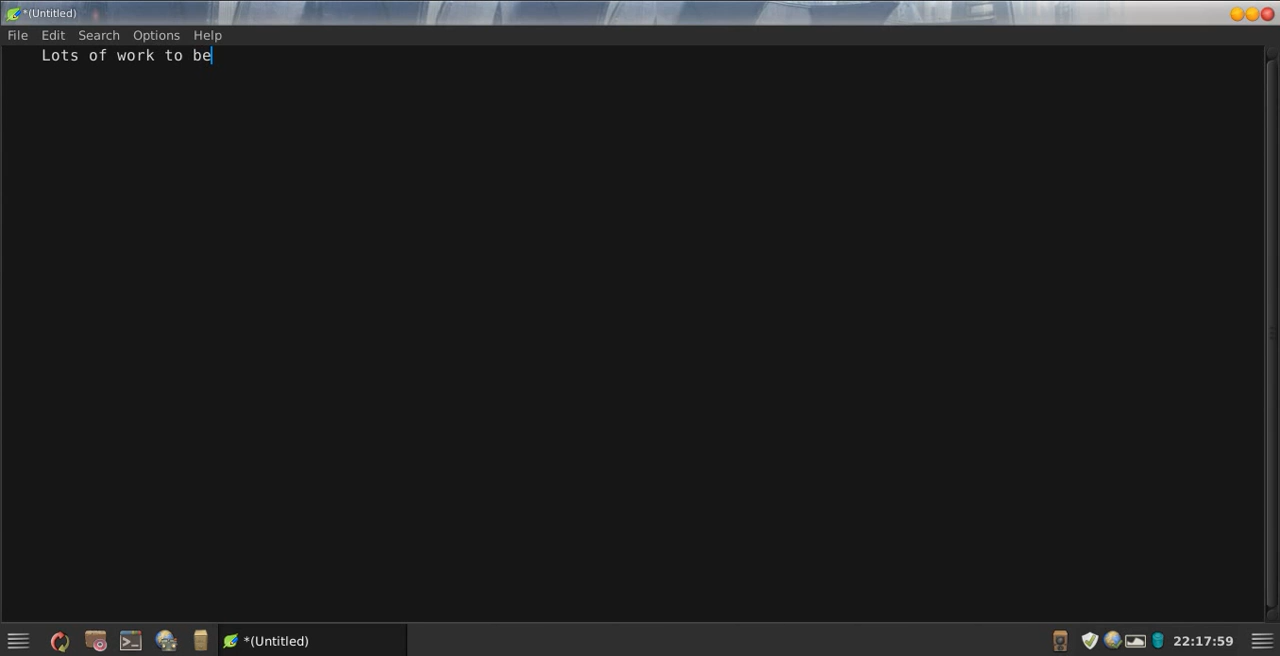 *(Untitled)
File Edit Search Options Help
Lots of work to be
*(Untitled)
22:17:59